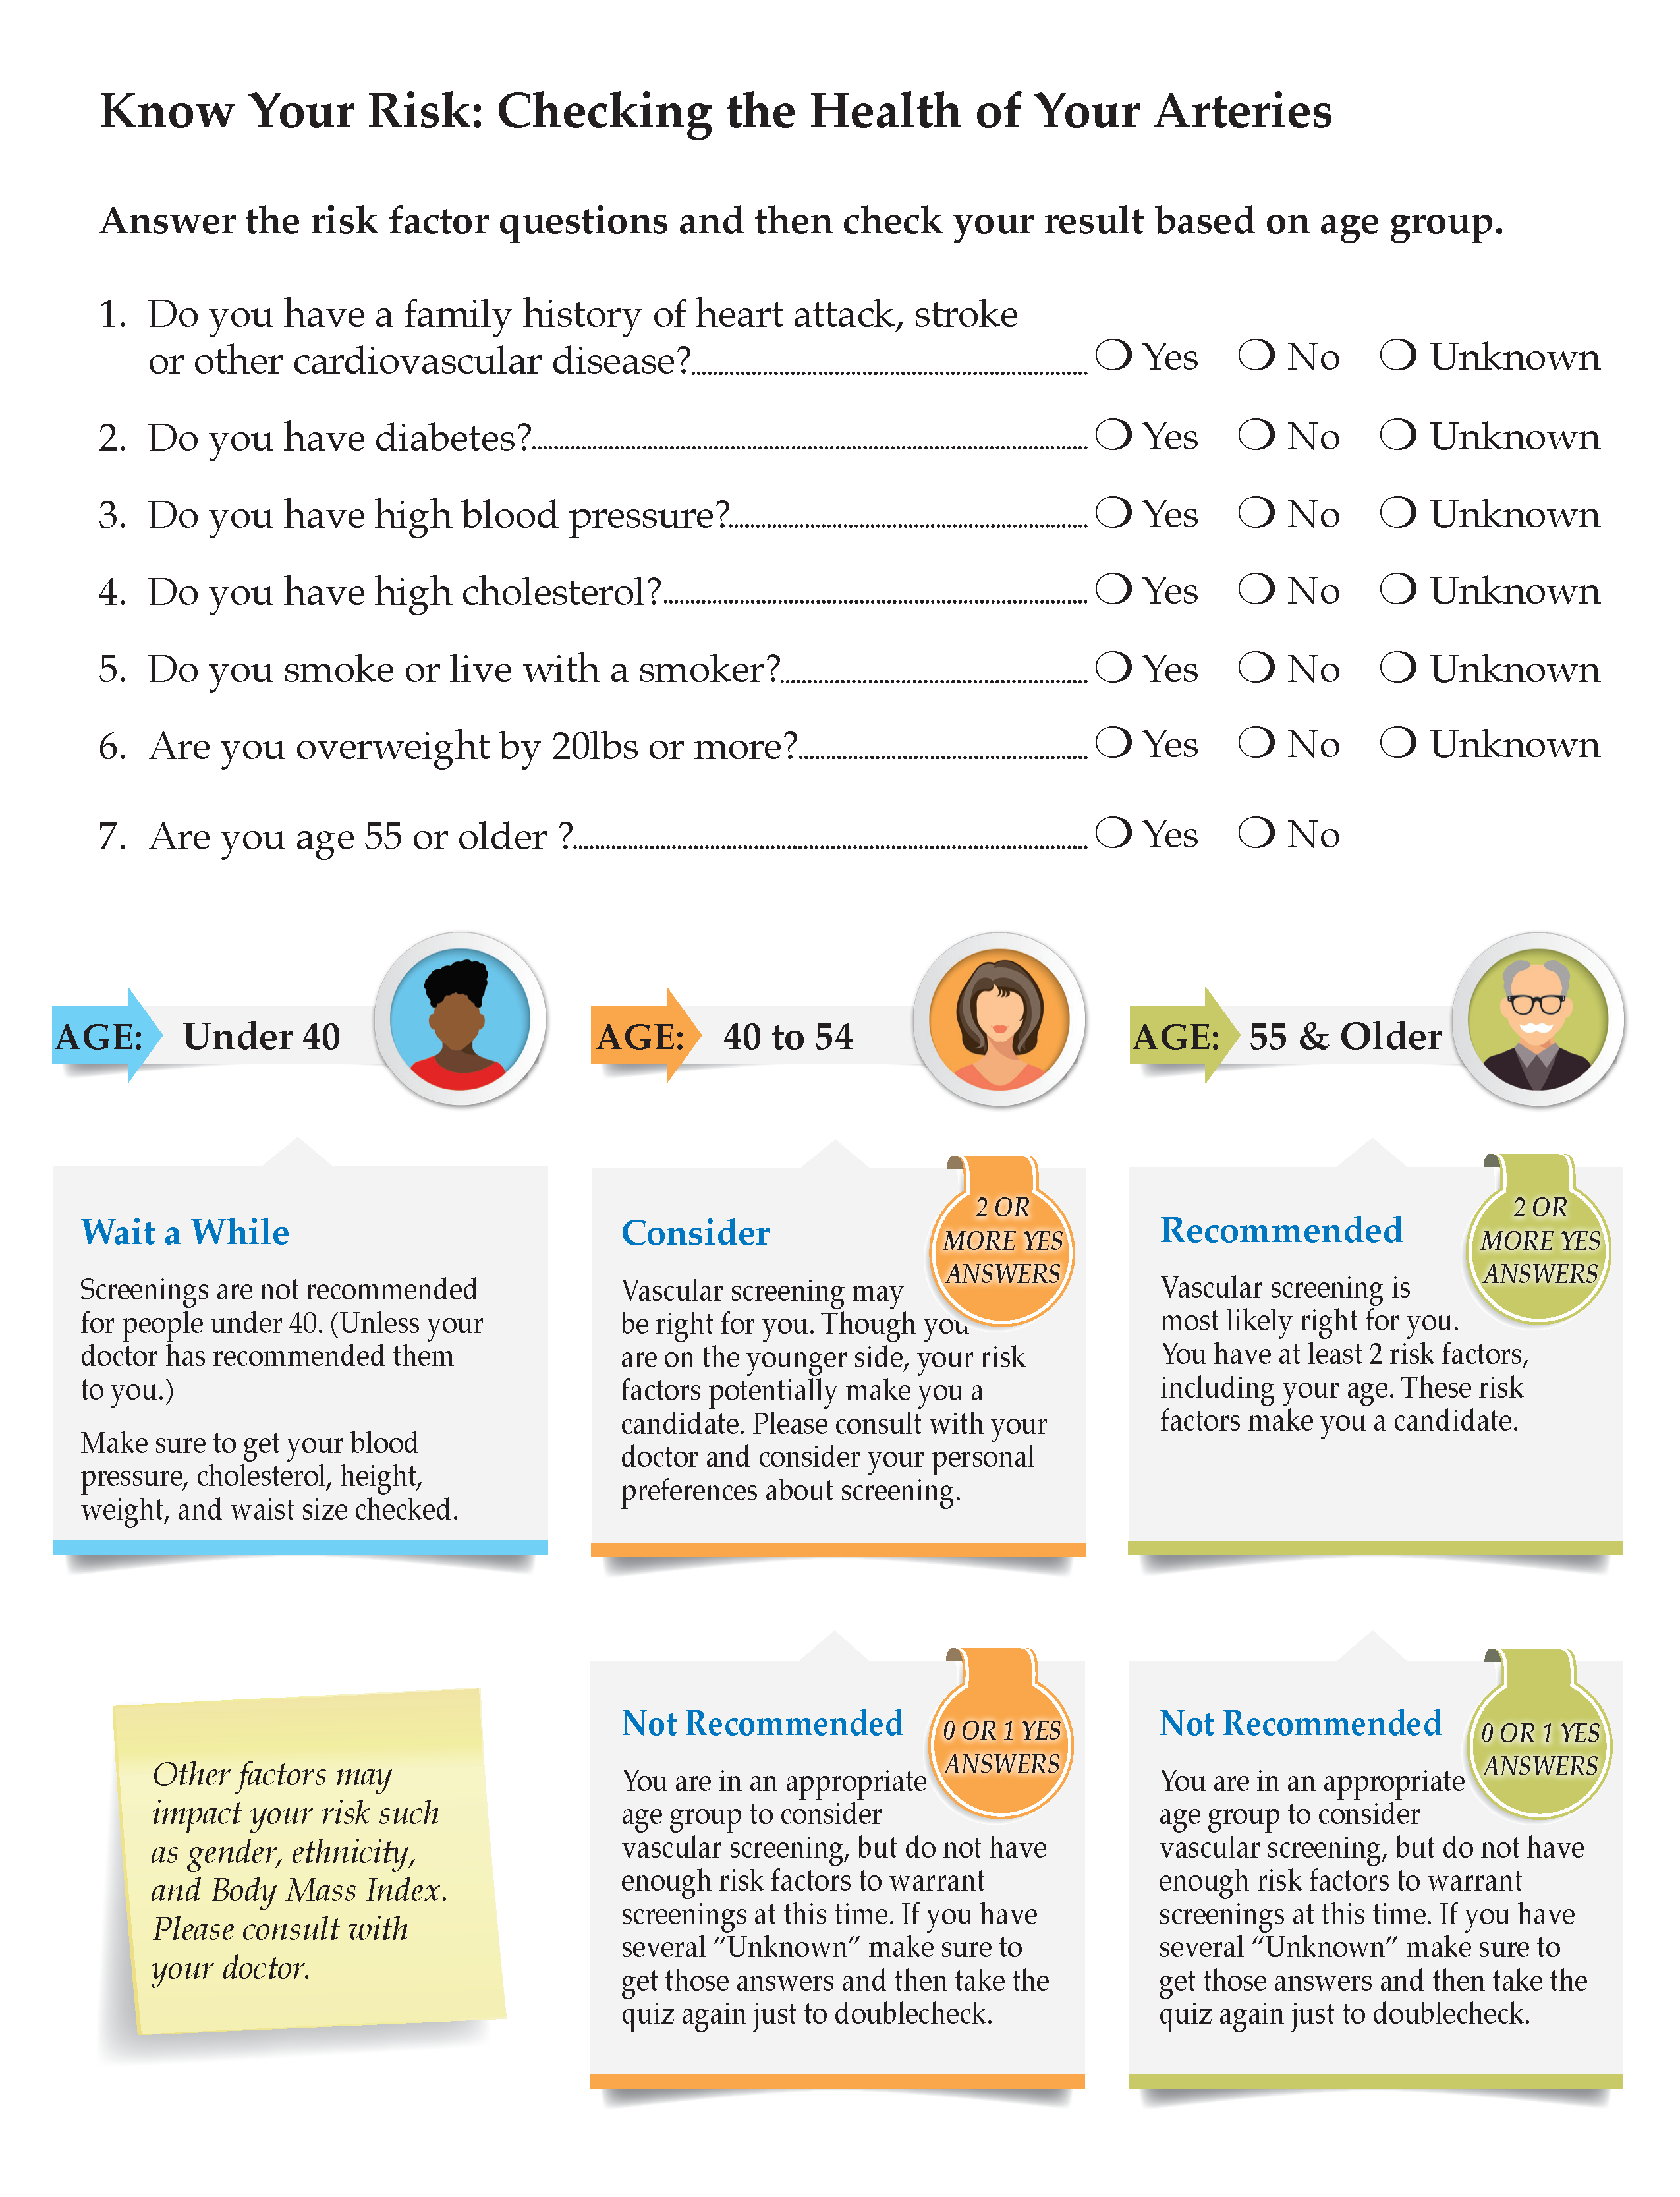 Know Your Risk: Checking the Health of Your Arteries
Answer the risk factor questions and then check your result based on age group.
1. Do you have a family history of heart attack, stroke
or other cardiovascular disease? Yes No Unknown
2. Do you have diabetes? Yes No Unknown
3. Do you have high blood pressure? Yes No Unknown
4. Do you have high cholesterol? Yes No Unknown
5. Do you smoke or live with a smoker? Yes No Unknown
6. Are you overweight by 20lbs or more? Yes No Unknown
7. Are you age 55 or older ? Yes No
AGE: Under 40
Wait a While
Screenings are not recommended
for people under 40. (Unless your
doctor has recommended them
to you.)
Make sure to get your blood
pressure, cholesterol, height,
weight, and waist size checked.
AGE: 40 to 54
2 OR
MORE YES
ANSWERS
Consider
Vascular screening may
be right for you. Though you
are on the younger side, your risk
factors potentially make you a
candidate. Please consult with your
doctor and consider your personal
preferences about screening.
AGE: 55 & Older
2 OR
MORE YES
ANSWERS
Recommended
Vascular screening is
most likely right for you.
You have at least 2 risk factors,
including your age. These risk
factors make you a candidate.
Other factors may
impact your risk such
as gender, ethnicity,
and Body Mass Index.
Please consult with
your doctor.
0 OR 1 YES
ANSWERS
Not Recommended
You are in an appropriate
age group to consider
vascular screening, but do not have
enough risk factors to warrant
screenings at this time. If you have
several “Unknown” make sure to
get those answers and then take the
quiz again just to doublecheck.
0 OR 1 YES
ANSWERS
Not Recommended
You are in an appropriate
age group to consider
vascular screening, but do not have
enough risk factors to warrant
screenings at this time. If you have
several “Unknown” make sure to
get those answers and then take the
quiz again just to doublecheck.